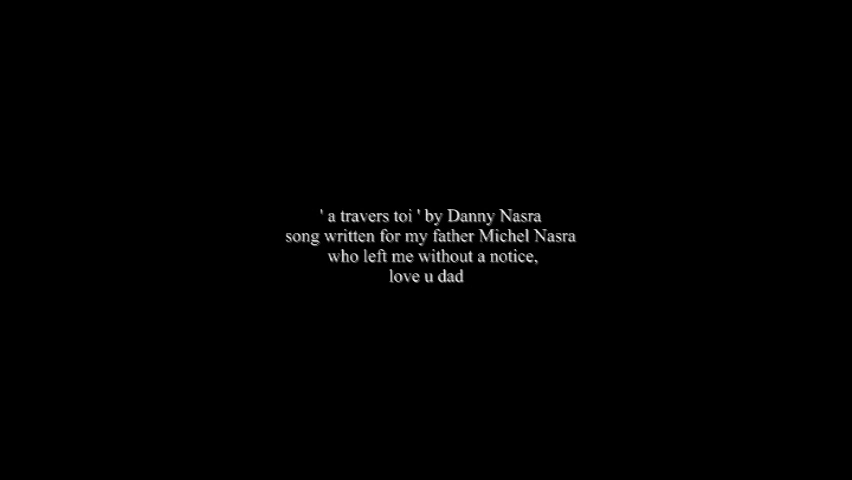 ' a travers toi ' by Danny Nasra
song written for my father Michel Nasra
who left me without a notice,
love u dad